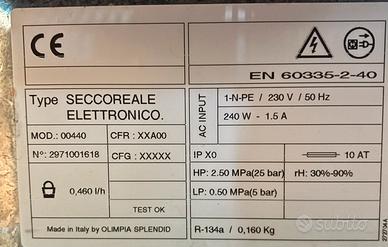 CE
EN 60335-2-40
Type SECCOREALE
ELETTRONICO.
MOD.: 00440 CFR.: XXA00
N°: 2971001618 CFG.: XXXXX
0,460 l/h
TEST OK
Made in Italy by OLIMPIA SPLENDID
AC INPUT
1-N-PE / 230 V / 50 Hz
240 W - 1.5 A
IP X0 10 AT
HP: 2.50 MPa(25 bar) rH: 30%-90%
LP: 0.50 MPa(5 bar)
R-134a / 0,160 Kg
subito